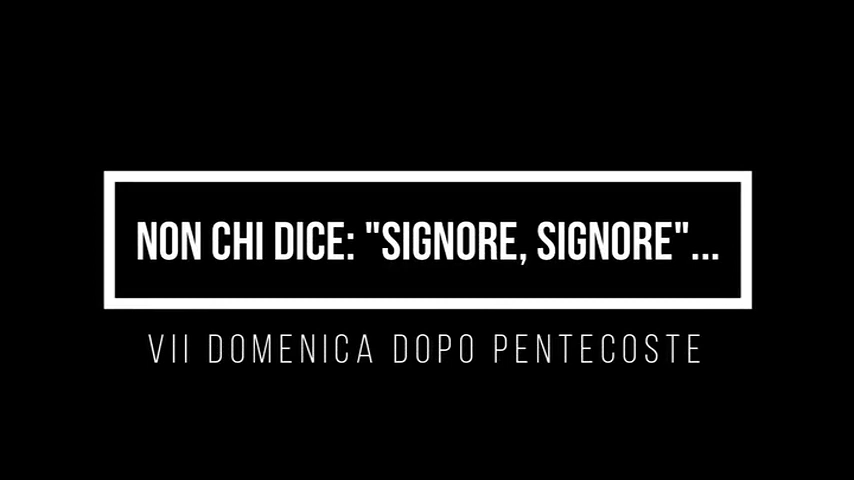 NON CHI DICE: "SIGNORE, SIGNORE"...
VII DOMENICA DOPO PENTECOSTE